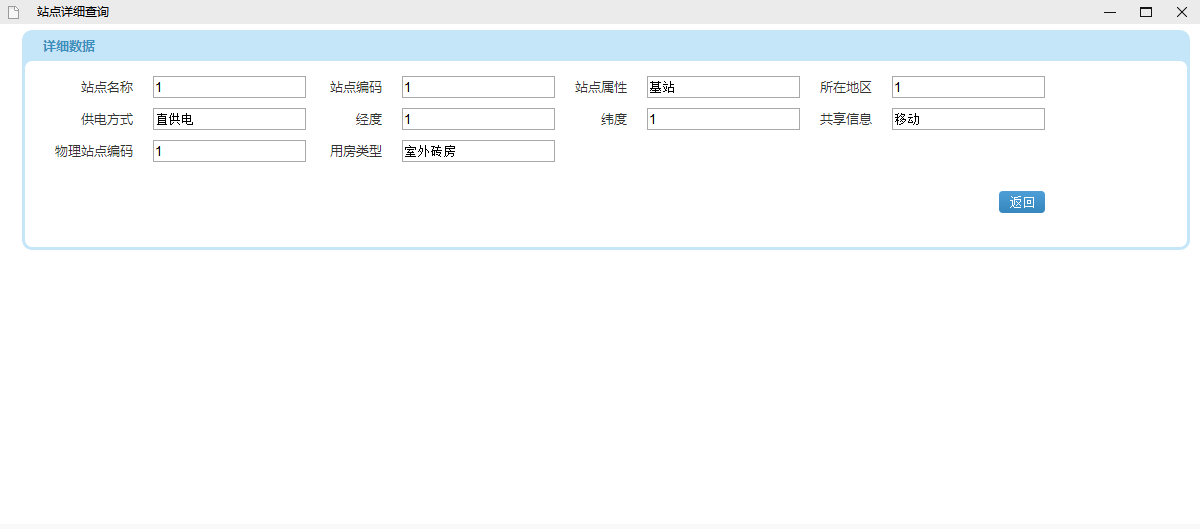 站点详细查询
详细数据
站点名称 1 站点编码 1 站点属性 基站 所在地区 1
供电方式 直供电 经度 1 纬度 1 共享信息 移动
物理站点编码 1 用房类型 室外砖房
返回